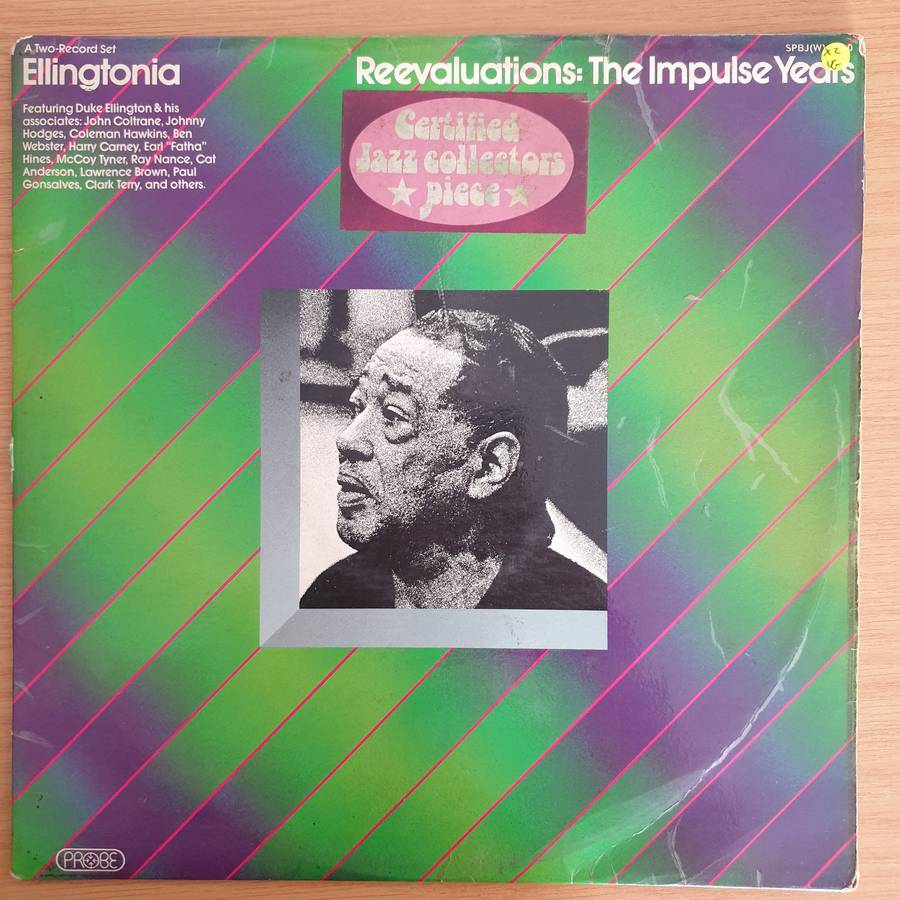 A Two-Record Set
Ellingtonia
Featuring Duke Ellington & his
associates: John Coltrane, Johnny
Hodges, Coleman Hawkins, Ben
Webster, Harry Carney, Earl "Fatha"
Hines, McCoy Tyner, Ray Nance, Cat
Anderson, Lawrence Brown, Paul
Gonsalves, Clark Terry, and others.
Reevaluations: The Impulse Years
Certified
Jazz collectors
piece
PROBE